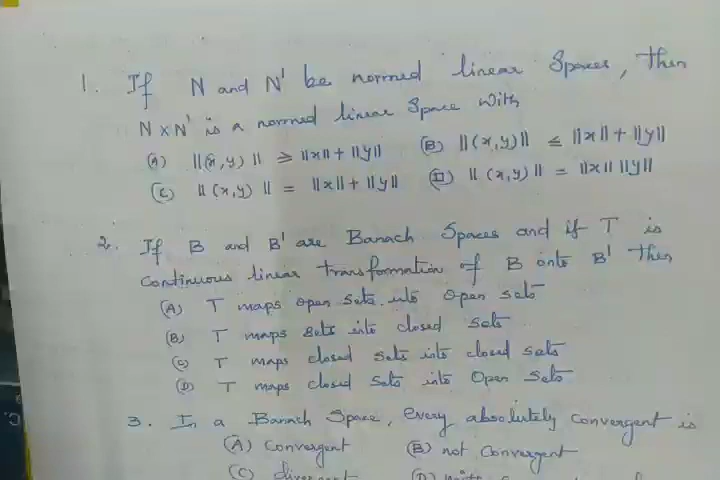 1. If N and N' be normed linear Spaces, then
N x N' is a normed linear Space with
(A) ||(x,y)|| ≥ ||x|| + ||y|| (B) ||(x,y)|| ≤ ||x|| + ||y||
(C) ||(x,y)|| = ||x|| + ||y|| (D) ||(x,y)|| = ||x|| ||y||
2. If B and B' are Banach Spaces and if T is
continuous linear transformation of B onto B' then
(A) T maps open sets into open sets
(B) T maps sets into closed sets
(C) T maps closed sets into closed sets
(D) T maps closed sets into Open sets
3. In a Banach Space, every absolutely convergent is
(A) convergent (B) not convergent
(C) divergent (D)